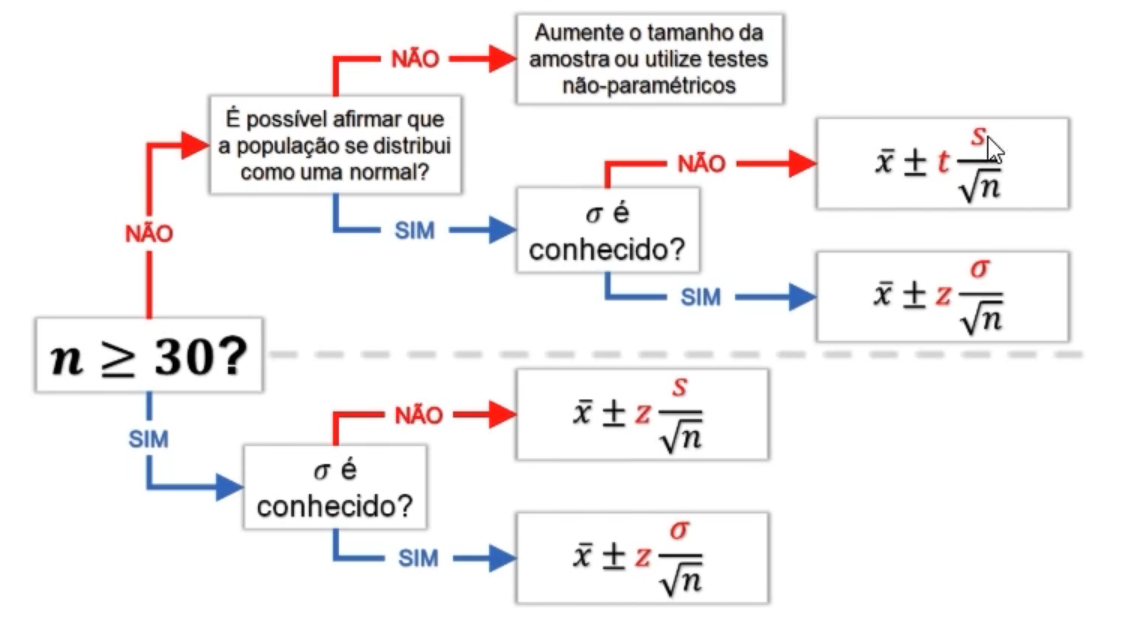 NÃO
Aumente o tamanho da
amostra ou utilize testes
não-paramétricos
É possível afirmar que
a população se distribui
como uma normal?
NÃO
x̄ ± t s/√n
SIM
σ é
conhecido?
NÃO
SIM
x̄ ± z σ/√n
n ≥ 30?
NÃO
x̄ ± z s/√n
SIM
σ é
conhecido?
SIM
x̄ ± z σ/√n